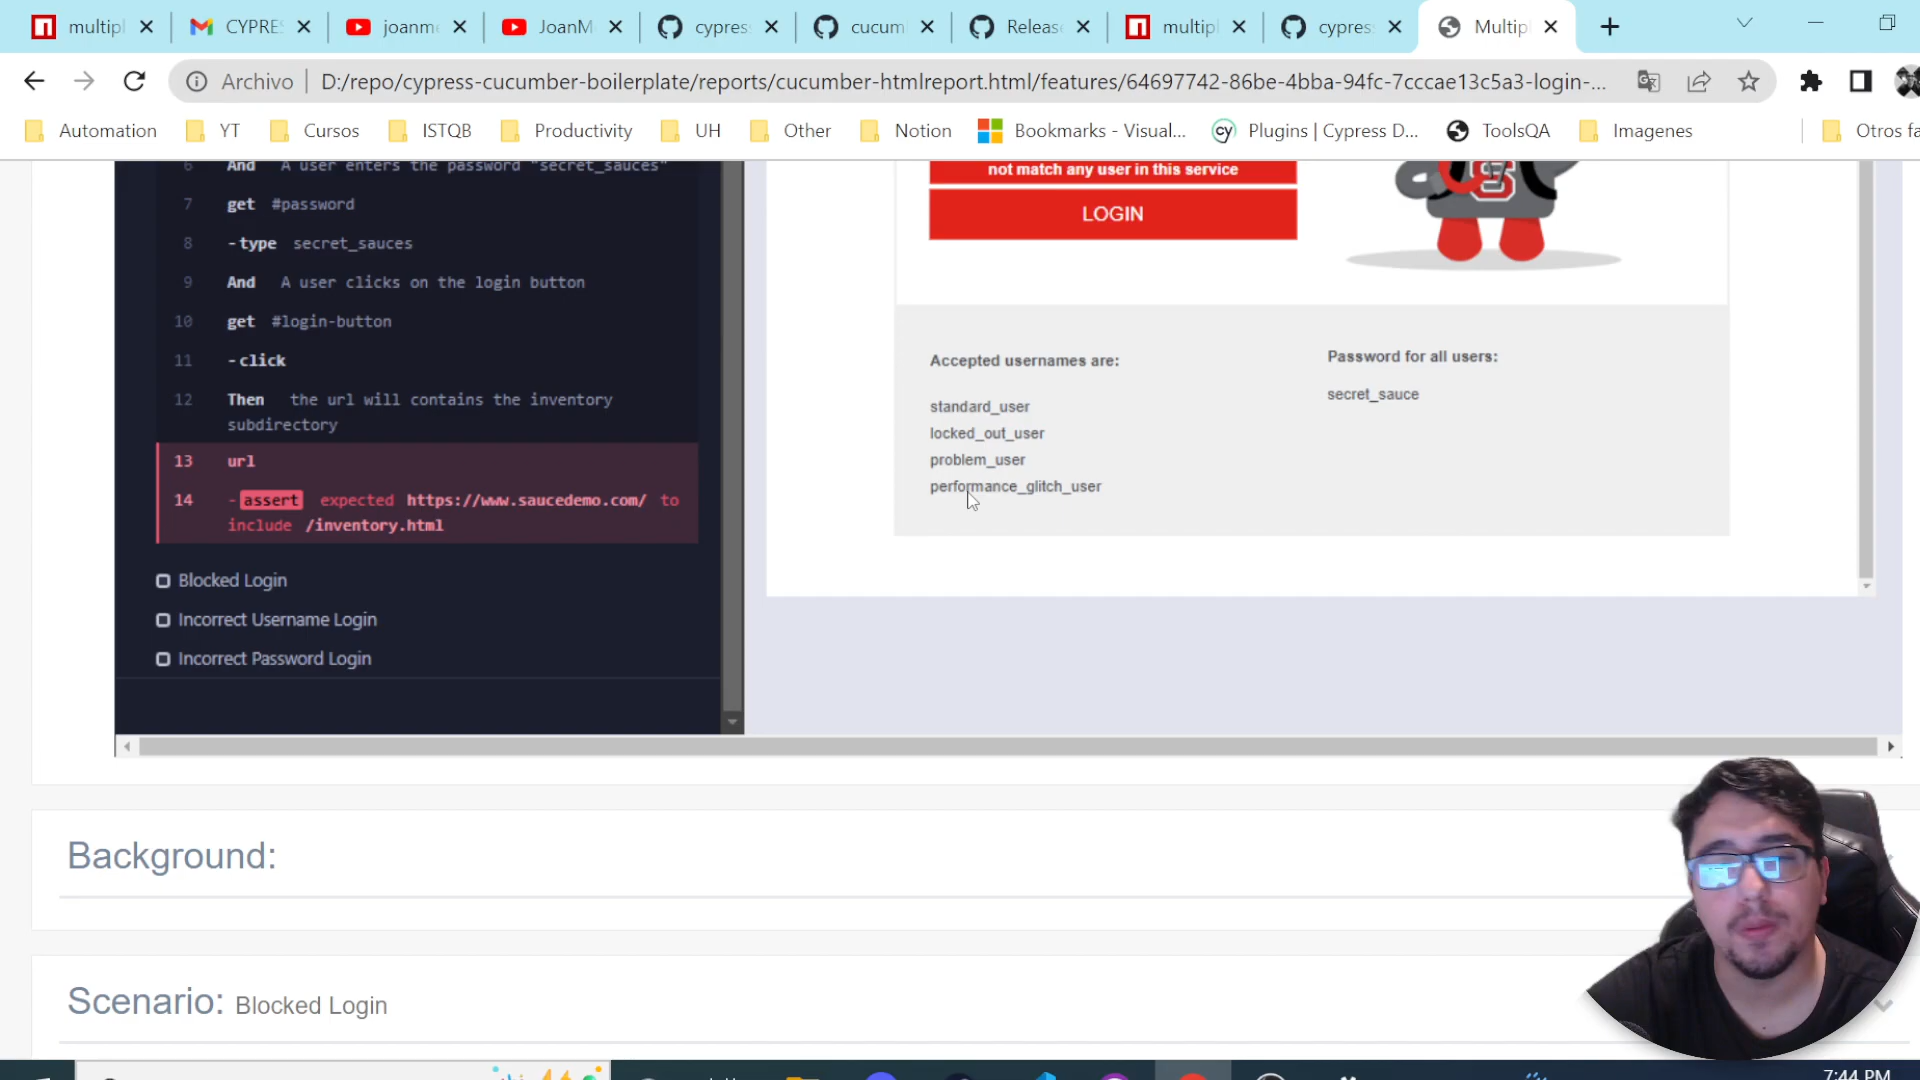 multipl
CYPRES
joanme
JoanM
cypres
cucum
Releas
multipl
cypres
Multip
Archivo
D:/repo/cypress-cucumber-boilerplate/reports/cucumber-htmlreport.html/features/64697742-86be-4bba-94fc-7cccae13c5a3-login-...
Automation
YT
Cursos
ISTQB
Productivity
UH
Other
Notion
Bookmarks - Visual...
cy
Plugins | Cypress D...
ToolsQA
Imagenes
Otros fa
6 And A user enters the password "secret_sauces"
7 get #password
8 -type secret_sauces
9 And A user clicks on the login button
10 get #login-button
11 -click
12 Then the url will contains the inventory
subdirectory
13 url
14 -assert expected https://www.saucedemo.com/ to
include /inventory.html
Blocked Login
Incorrect Username Login
Incorrect Password Login
not match any user in this service
LOGIN
Accepted usernames are:
standard_user
locked_out_user
problem_user
performance_glitch_user
Password for all users:
secret_sauce
Background:
Scenario: Blocked Login
7:44 PM